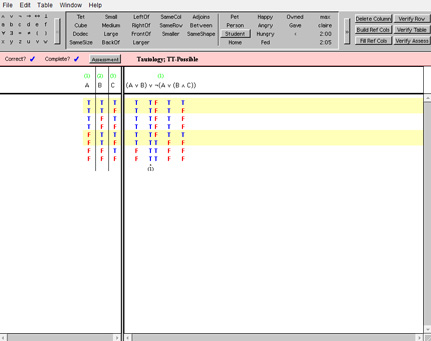 File Edit Table Window Help
∧ ∨ ¬ → ↔ ⊥
a b c d e f
∀ ∃ = ≠ ( )
x y z u v w
Tet Small LeftOf SameCol Adjoins
Cube Medium RightOf SameRow Between
Dodec Large FrontOf Smaller SameShape
SameSize BackOf Larger
Pet Happy Owned max
Person Angry Gave claire
Student Hungry < 2:00
Home Fed 2:05
Delete Column Verify Row
Build Ref Cols Verify Table
Fill Ref Cols Verify Assess
Correct? ✔ Complete? ✔ Assessment Tautology; TT-Possible
(1) (2) (3) (1)
A B C (A ∨ B) ∨ ¬(A ∨ (B ∧ C))
T T T T T F T T
T T F T T F T F
T F T T T F T F
T F F T T F T F
F T T T T F T T
F T F T T T F F
F F T F T T F F
F F F F T T F F
(1)